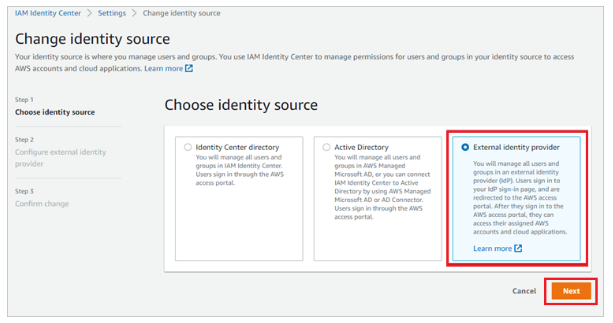 IAM Identity Center > Settings > Change identity source
Change identity source
Your identity source is where you manage users and groups. You use IAM Identity Center to manage permissions for users and groups in your identity source to access
AWS accounts and cloud applications. Learn more
Step 1
Choose identity source
Step 2
Configure external identity
provider
Step 3
Confirm change
Choose identity source
Identity Center directory
You will manage all users and
groups in IAM Identity Center.
Users sign in through the AWS
access portal.
Active Directory
You will manage all users and
groups in AWS Managed
Microsoft AD, or you can connect
IAM Identity Center to Active
Directory by using AWS Managed
Microsoft AD or AD Connector.
Users sign in through the AWS
access portal.
External identity provider
You will manage all users and
groups in an external identity
provider (IdP). Users sign in to
your IdP sign-in page, and are
redirected to the AWS access
portal. After they sign in to the
AWS access portal, they can
access their assigned AWS
accounts and cloud applications.
Learn more
Cancel
Next